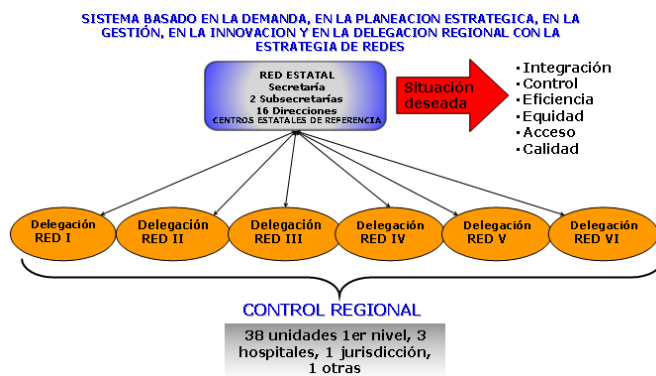 SISTEMA BASADO EN LA DEMANDA, EN LA PLANEACION ESTRATEGICA, EN LA
GESTIÓN, EN LA INNOVACION Y EN LA DELEGACION REGIONAL CON LA
ESTRATEGIA DE REDES
RED ESTATAL
Secretaría
2 Subsecretarías
16 Direcciones
CENTROS ESTATALES DE REFERENCIA
Situación
deseada
· Integración
· Control
· Eficiencia
· Equidad
· Acceso
· Calidad
Delegación
RED I
Delegación
RED II
Delegación
RED III
Delegación
RED IV
Delegación
RED V
Delegación
RED VI
CONTROL REGIONAL
38 unidades 1er nivel, 3
hospitales, 1 jurisdicción,
1 otras